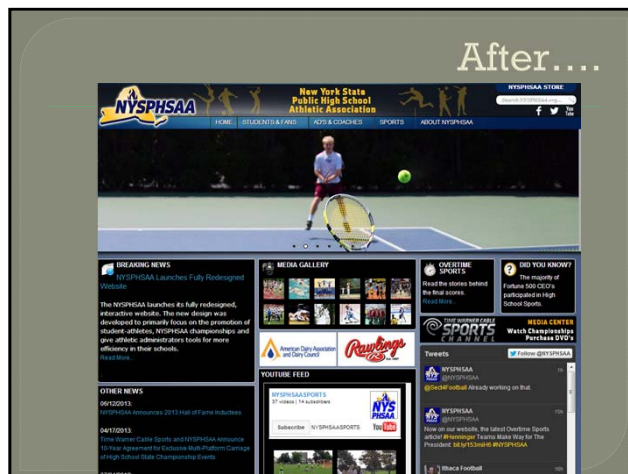 After....
NYSPHSAA
New York State
Public High School
Athletic Association
NYSPHSAA STORE
HOME
STUDENTS & FANS
AD'S & COACHES
SPORTS
ABOUT NYSPHSAA
BREAKING NEWS
NYSPHSAA Launches Fully Redesigned
Website
The NYSPHSAA launches its fully redesigned,
interactive website. The new design was
developed to primarily focus on the promotion of
student-athletes, NYSPHSAA championships and
give athletic administrators tools for more
efficiency in their schools.
Read More..
OTHER NEWS
06/12/2013:
NYSPHSAA Announces 2013 Hall of Fame Inductees
04/17/2013:
Time Warner Cable Sports and NYSPHSAA Announce
10-Year Agreement for Exclusive Multi-Platform Carriage
of High School State Championship Events
MEDIA GALLERY
American Dairy Association
and Dairy Council
Rawlings
YOUTUBE FEED
NYSPHSAASPORTS
37 videos | 14 subscribers
Subscribe
NYSPHSAASPORTS
YouTube
NYS
PHSAA
OVERTIME
SPORTS
Read the stories behind
the final scores.
Read More..
DID YOU KNOW?
The majority of
Fortune 500 CEO's
participated in High
School Sports.
TIME WARNER CABLE
SPORTS
CHANNEL
MEDIA CENTER
Watch Championships
Purchase DVD's
Tweets
Follow @NYSPHSAA
NYSPHSAA
@NYSPHSAA
@Sect4Football Already working on that.
NYSPHSAA
@NYSPHSAA
Now on our website, the latest Overtime Sports
article! #Henninger Teams Make Way for The
President: bit.ly/153miH6 #NYSPHSAA
Ithaca Football